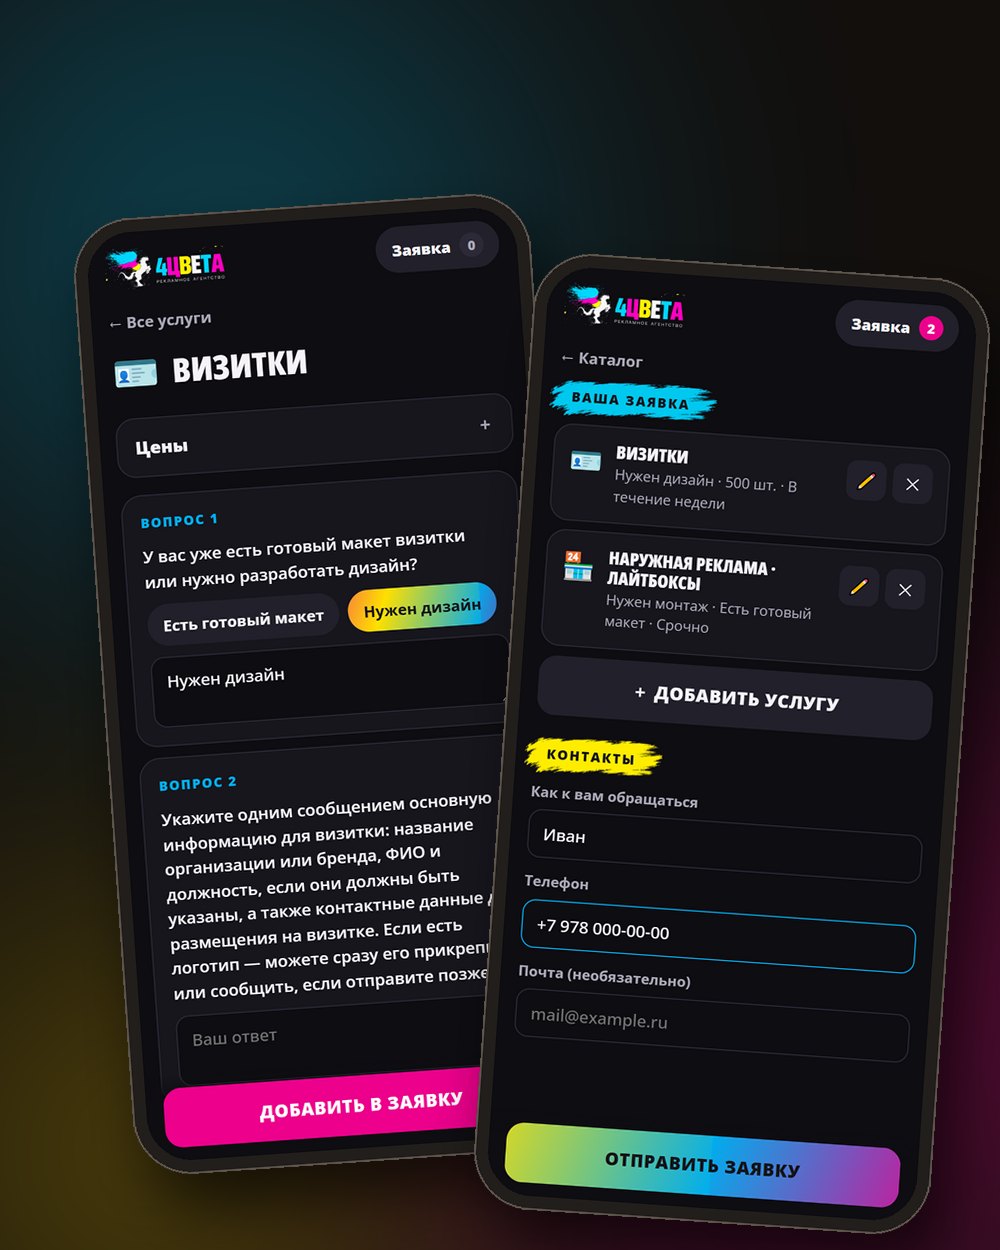 4ЦВЕТА
РЕКЛАМНОЕ АГЕНТСТВО
Заявка 0
← Все услуги
ВИЗИТКИ
Цены +
ВОПРОС 1
У вас уже есть готовый макет визитки
или нужно разработать дизайн?
Есть готовый макет
Нужен дизайн
Нужен дизайн
ВОПРОС 2
Укажите одним сообщением основную
информацию для визитки: название
организации или бренда, ФИО и
должность, если они должны быть
указаны, а также контактные данные
размещения на визитке. Если есть
логотип — можете сразу его
или сообщить, если отправите
Ваш ответ
ДОБАВИТЬ В ЗАЯВКУ
4ЦВЕТА
РЕКЛАМНОЕ АГЕНТСТВО
Заявка 2
← Каталог
ВАША ЗАЯВКА
ВИЗИТКИ
Нужен дизайн · 500 шт. · В
течение недели
24
НАРУЖНАЯ РЕКЛАМА ·
ЛАЙТБОКСЫ
Нужен монтаж · Есть готовый
макет · Срочно
+ ДОБАВИТЬ УСЛУГУ
КОНТАКТЫ
Как к вам обращаться
Иван
Телефон
+7 978 000-00-00
Почта (необязательно)
mail@example.ru
ОТПРАВИТЬ ЗАЯВКУ